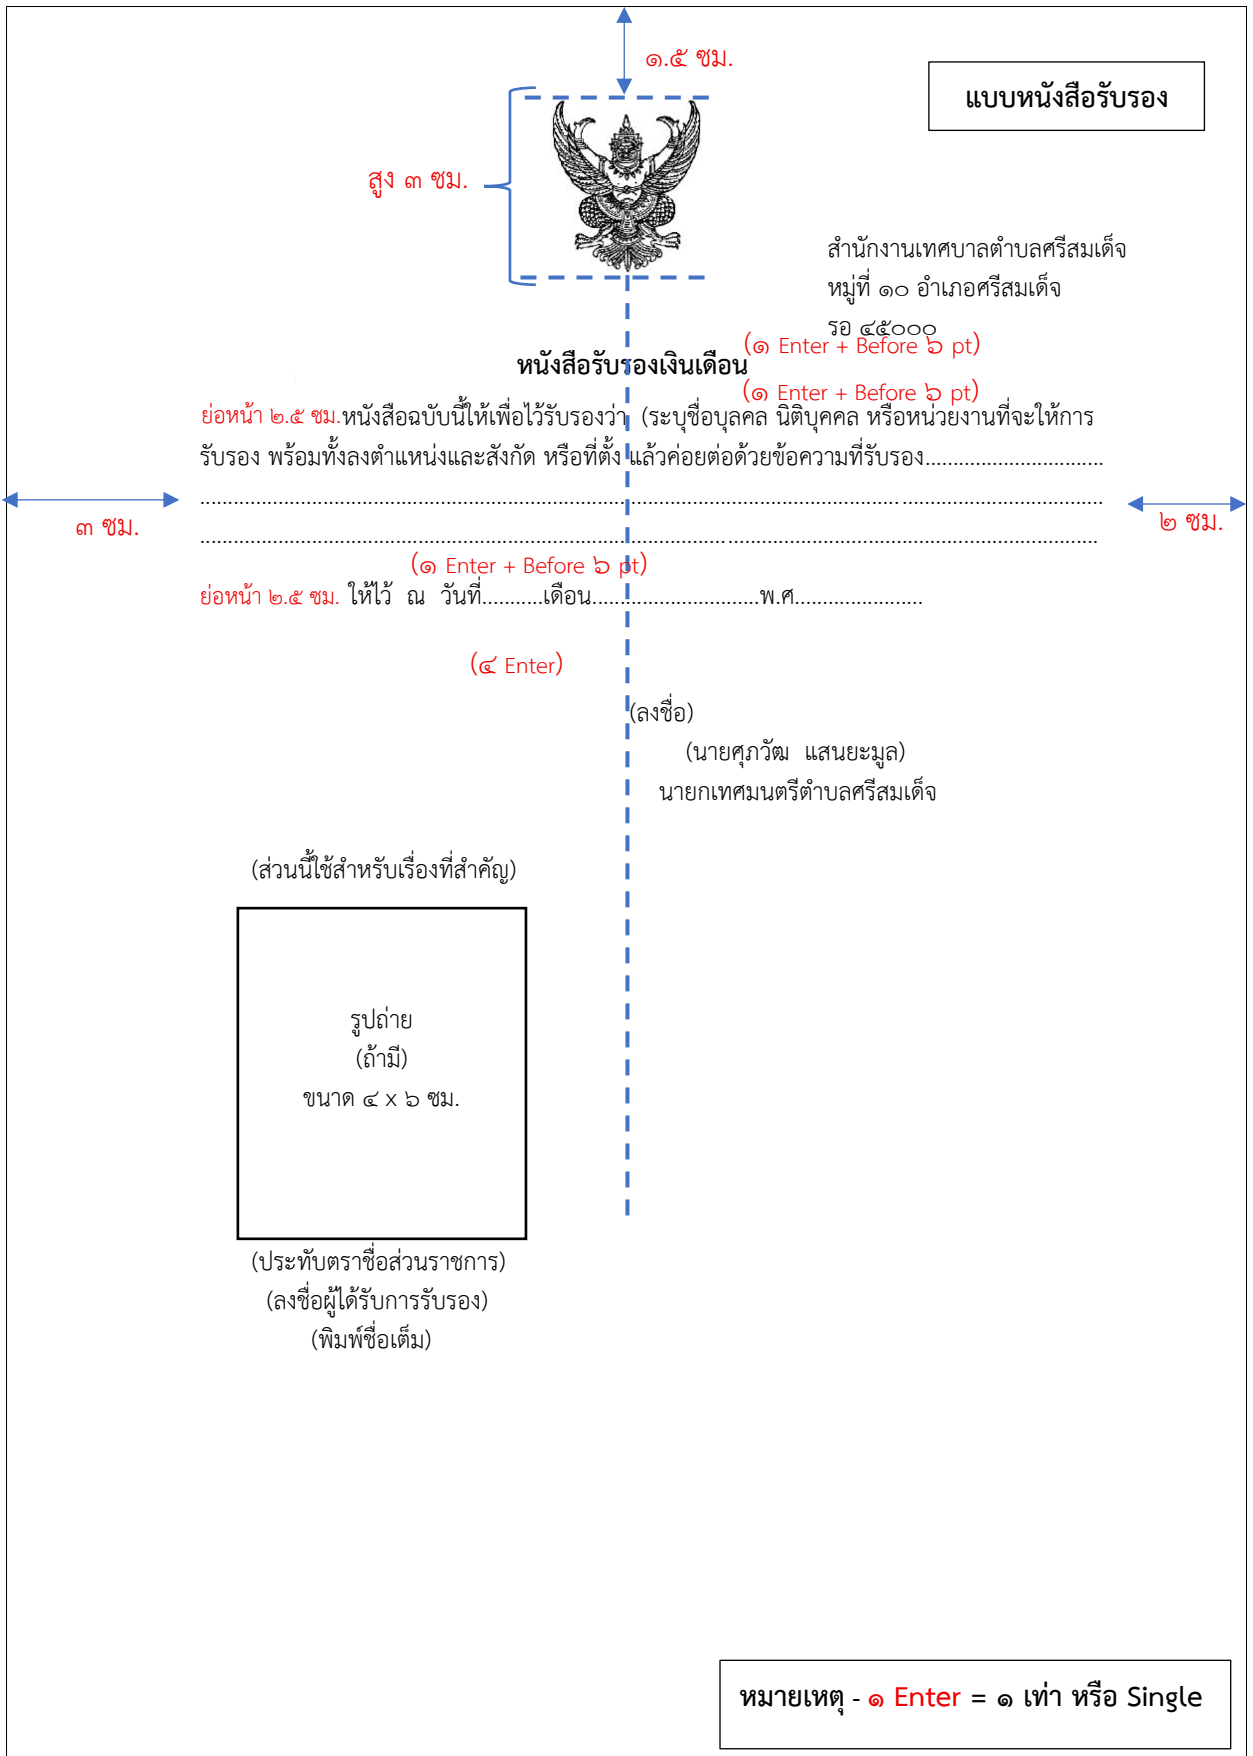 ๑.๕ ซม.
แบบหนังสือรับรอง
สูง ๓ ซม.
สำนักงานเทศบาลตำบลศรีสมเด็จ
หมู่ที่ ๑๐ อำเภอศรีสมเด็จ
รอ ๔๕๐๐๐
(๑ Enter + Before ๖ pt)
หนังสือรับรองเงินเดือน
(๑ Enter + Before ๖ pt)
ย่อหน้า ๒.๕ ซม.หนังสือฉบับนี้ให้เพื่อไว้รับรองว่า (ระบุชื่อบุลคล นิติบุคคล หรือหน่วยงานที่จะให้การ
รับรอง พร้อมทั้งลงตำแหน่งและสังกัด หรือที่ตั้ง แล้วค่อยต่อด้วยข้อความที่รับรอง................................
................................................................................................................................................................
๓ ซม.
๒ ซม.
................................................................................................................................................................
(๑ Enter + Before ๖ pt)
ย่อหน้า ๒.๕ ซม. ให้ไว้ ณ วันที่...........เดือน..............................พ.ศ.......................
(๔ Enter)
(ลงชื่อ)
(นายศุภวัฒ แสนยะมูล)
นายกเทศมนตรีตำบลศรีสมเด็จ
(ส่วนนี้ใช้สำหรับเรื่องที่สำคัญ)
รูปถ่าย
(ถ้ามี)
ขนาด ๔ x ๖ ซม.
(ประทับตราชื่อส่วนราชการ)
(ลงชื่อผู้ได้รับการรับรอง)
(พิมพ์ชื่อเต็ม)
หมายเหตุ - ๑ Enter = ๑ เท่า หรือ Single